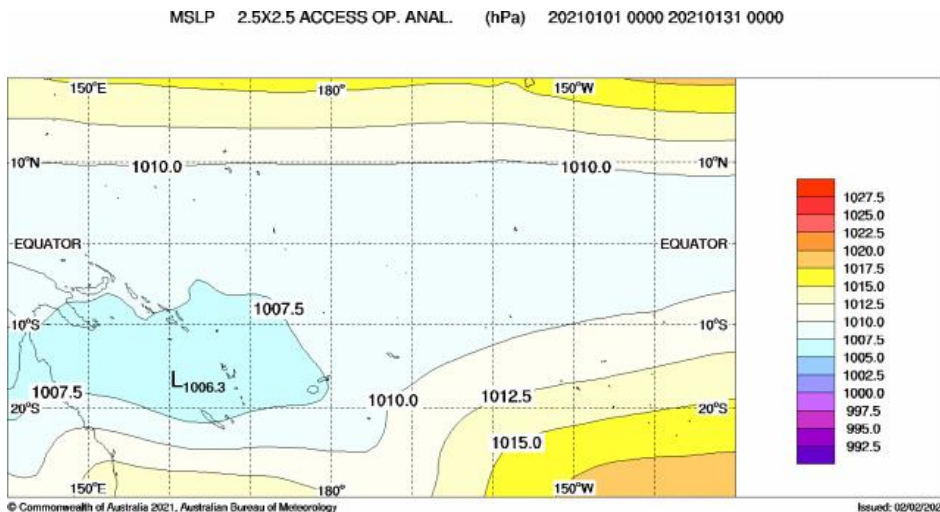 MSLP 2.5X2.5 ACCESS OP. ANAL. (hPa) 20210101 0000 20210131 0000
150°E 180° 150°W
10°N 1010.0 1010.0 10°N
EQUATOR EQUATOR
1007.5
10°S 10°S
L1006.3
1007.5
20°S 1010.0 1012.5 20°S
1015.0
150°E 180° 150°W
1027.5
1025.0
1022.5
1020.0
1017.5
1015.0
1012.5
1010.0
1007.5
1005.0
1002.5
1000.0
997.5
995.0
992.5
© Commonwealth of Australia 2021, Australian Bureau of Meteorology
Issued: 02/02/202